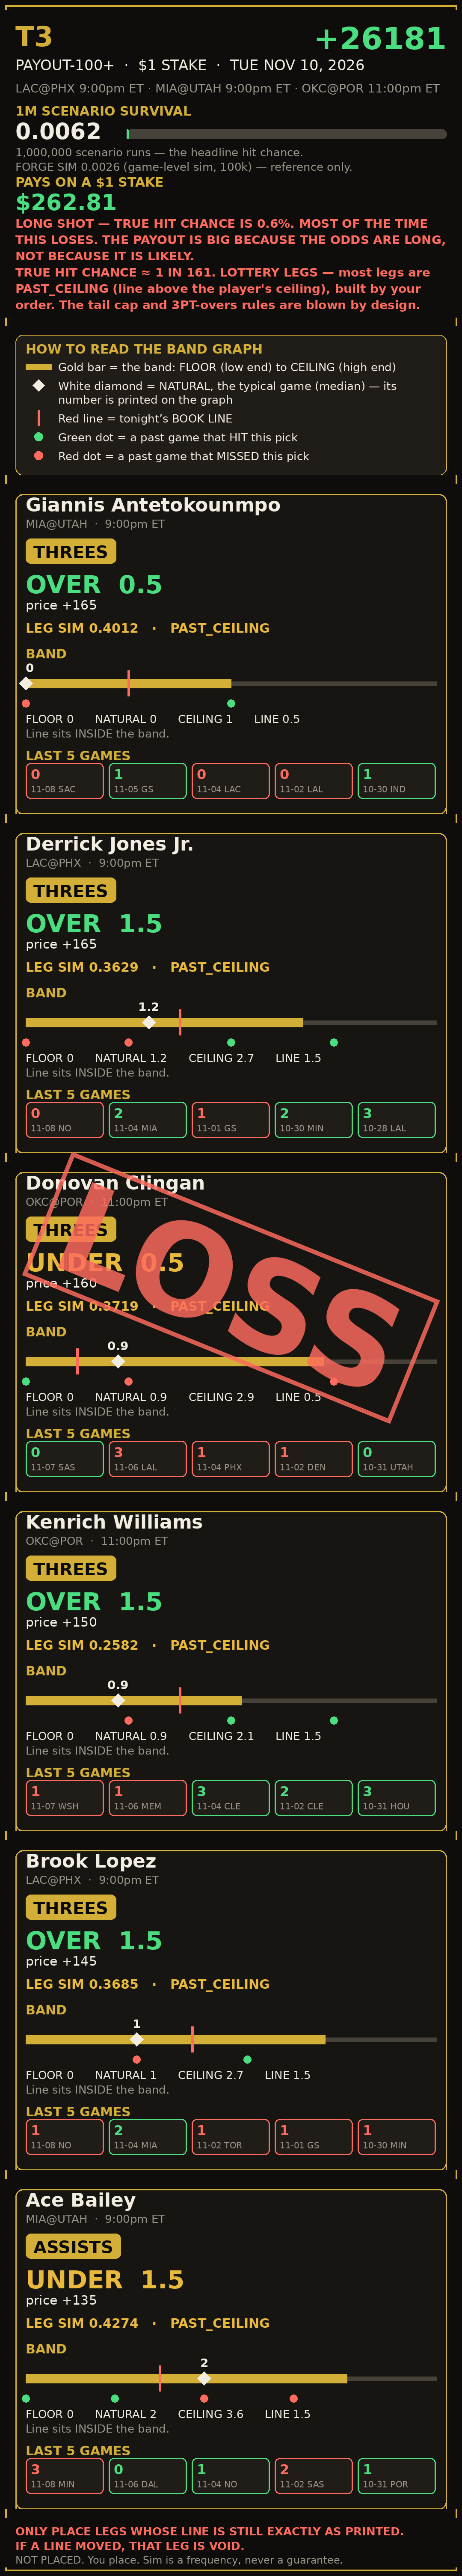 T3
+26181
PAYOUT-100+ · $1 STAKE · TUE NOV 10, 2026
LAC@PHX 9:00pm ET · MIA@UTAH 9:00pm ET · OKC@POR 11:00pm ET
1M SCENARIO SURVIVAL
0.0062
1,000,000 scenario runs — the headline hit chance.
FORGE SIM 0.0026 (game-level sim, 100k) — reference only.
PAYS ON A $1 STAKE
$262.81
LONG SHOT — TRUE HIT CHANCE IS 0.6%. MOST OF THE TIME
THIS LOSES. THE PAYOUT IS BIG BECAUSE THE ODDS ARE LONG,
NOT BECAUSE IT IS LIKELY.
TRUE HIT CHANCE ≈ 1 IN 161. LOTTERY LEGS — most legs are
PAST_CEILING (line above the player's ceiling), built by your
order. The tail cap and 3PT-overs rules are blown by design.
HOW TO READ THE BAND GRAPH
Gold bar = the band: FLOOR (low end) to CEILING (high end)
White diamond = NATURAL, the typical game (median) — its
number is printed on the graph
Red line = tonight’s BOOK LINE
Green dot = a past game that HIT this pick
Red dot = a past game that MISSED this pick
Giannis Antetokounmpo
MIA@UTAH · 9:00pm ET
THREES
OVER 0.5
price +165
LEG SIM 0.4012 · PAST_CEILING
BAND
0
FLOOR 0 NATURAL 0 CEILING 1 LINE 0.5
Line sits INSIDE the band.
LAST 5 GAMES
0 1 0 0 1
11-08 SAC 11-05 GS 11-04 LAC 11-02 LAL 10-30 IND
Derrick Jones Jr.
LAC@PHX · 9:00pm ET
THREES
OVER 1.5
price +165
LEG SIM 0.3629 · PAST_CEILING
BAND
1.2
FLOOR 0 NATURAL 1.2 CEILING 2.7 LINE 1.5
Line sits INSIDE the band.
LAST 5 GAMES
0 2 1 2 3
11-08 NO 11-04 MIA 11-01 GS 10-30 MIN 10-28 LAL
Donovan Clingan
OKC@POR · 11:00pm ET
THREES
UNDER 0.5
price +160
LEG SIM 0.3719 · PAST_CEILING
LOSS
BAND
0.9
FLOOR 0 NATURAL 0.9 CEILING 2.9 LINE 0.5
Line sits INSIDE the band.
LAST 5 GAMES
0 3 1 1 0
11-07 SAS 11-06 LAL 11-04 PHX 11-02 DEN 10-31 UTAH
Kenrich Williams
OKC@POR · 11:00pm ET
THREES
OVER 1.5
price +150
LEG SIM 0.2582 · PAST_CEILING
BAND
0.9
FLOOR 0 NATURAL 0.9 CEILING 2.1 LINE 1.5
Line sits INSIDE the band.
LAST 5 GAMES
1 1 3 2 3
11-07 WSH 11-06 MEM 11-04 CLE 11-02 CLE 10-31 HOU
Brook Lopez
LAC@PHX · 9:00pm ET
THREES
OVER 1.5
price +145
LEG SIM 0.3685 · PAST_CEILING
BAND
1
FLOOR 0 NATURAL 1 CEILING 2.7 LINE 1.5
Line sits INSIDE the band.
LAST 5 GAMES
1 2 1 1 1
11-08 NO 11-04 MIA 11-02 TOR 11-01 GS 10-30 MIN
Ace Bailey
MIA@UTAH · 9:00pm ET
ASSISTS
UNDER 1.5
price +135
LEG SIM 0.4274 · PAST_CEILING
BAND
2
FLOOR 0 NATURAL 2 CEILING 3.6 LINE 1.5
Line sits INSIDE the band.
LAST 5 GAMES
3 0 1 2 1
11-08 MIN 11-06 DAL 11-04 NO 11-02 SAS 10-31 POR
ONLY PLACE LEGS WHOSE LINE IS STILL EXACTLY AS PRINTED.
IF A LINE MOVED, THAT LEG IS VOID.
NOT PLACED. You place. Sim is a frequency, never a guarantee.